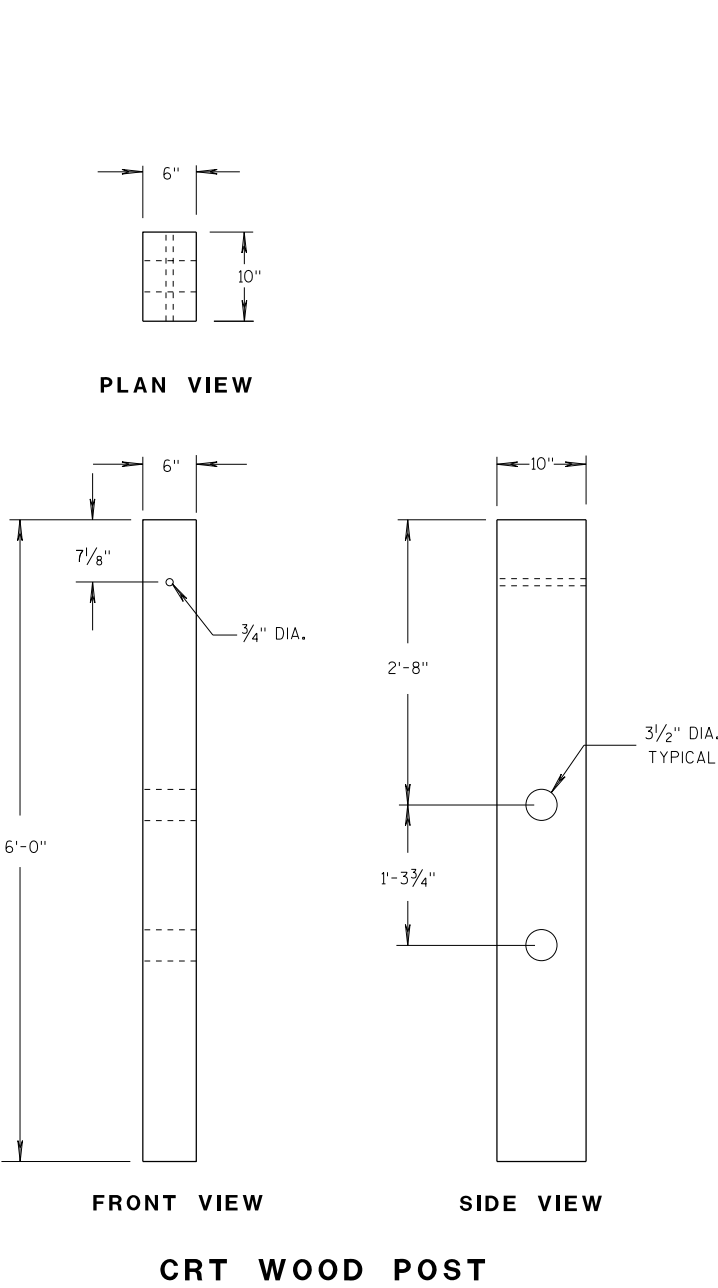 6"
10"
PLAN VIEW
6"
10"
7 1/8"
3/4" DIA.
2'-8"
3 1/2" DIA.
TYPICAL
6'-0"
1'-3 3/4"
FRONT VIEW
SIDE VIEW
CRT WOOD POST